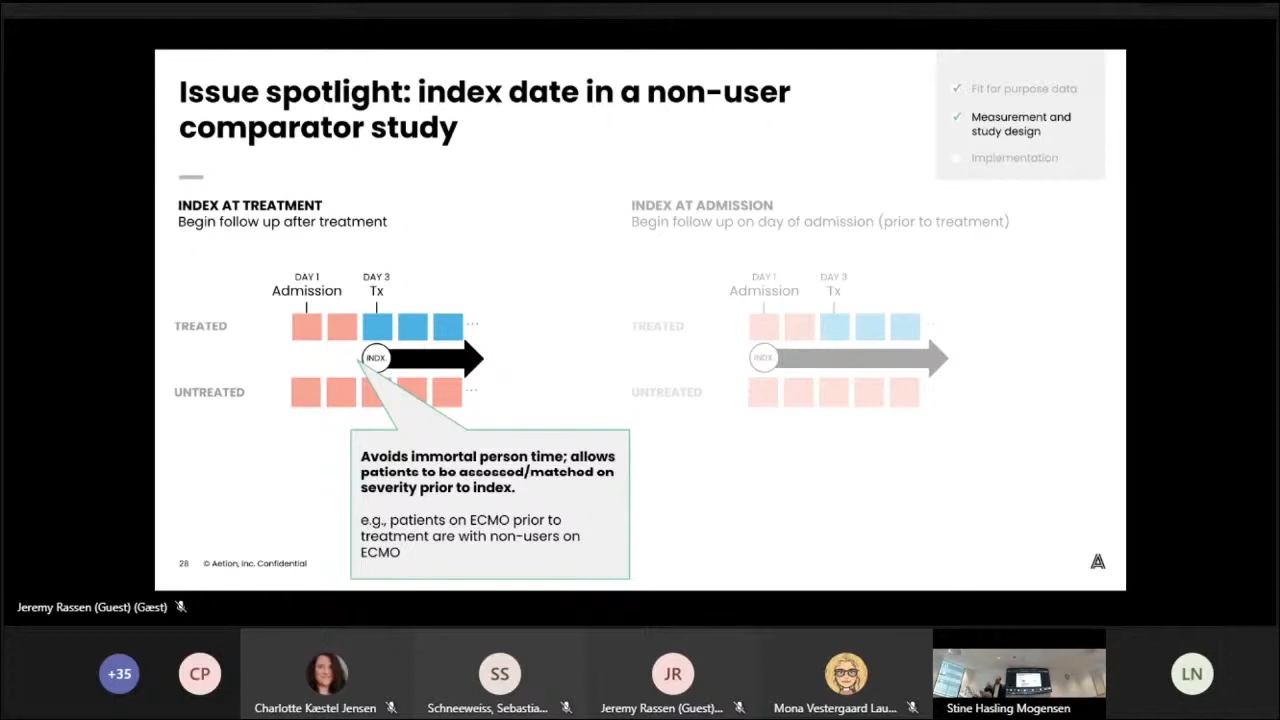 Issue spotlight: index date in a non-user
comparator study
✓ Fit for purpose data
✓ Measurement and
study design
Implementation
INDEX AT TREATMENT
Begin follow up after treatment
DAY 1
Admission
DAY 3
Tx
TREATED
...
INDX.
UNTREATED
...
Avoids immortal person time; allows
patients to be assessed/matched on
severity prior to index.
e.g., patients on ECMO prior to
treatment are with non-users on
ECMO
INDEX AT ADMISSION
Begin follow up on day of admission (prior to treatment)
DAY 1
Admission
DAY 3
Tx
TREATED
...
INDX.
UNTREATED
...
28 © Aetion, Inc. Confidential
Jeremy Rassen (Guest) (Gæst)
+35
CP
Charlotte Kæstel Jensen
SS
Schneeweiss, Sebastia...
JR
Jeremy Rassen (Guest)...
Mona Vestergaard Lau...
Stine Hasling Mogensen
LN